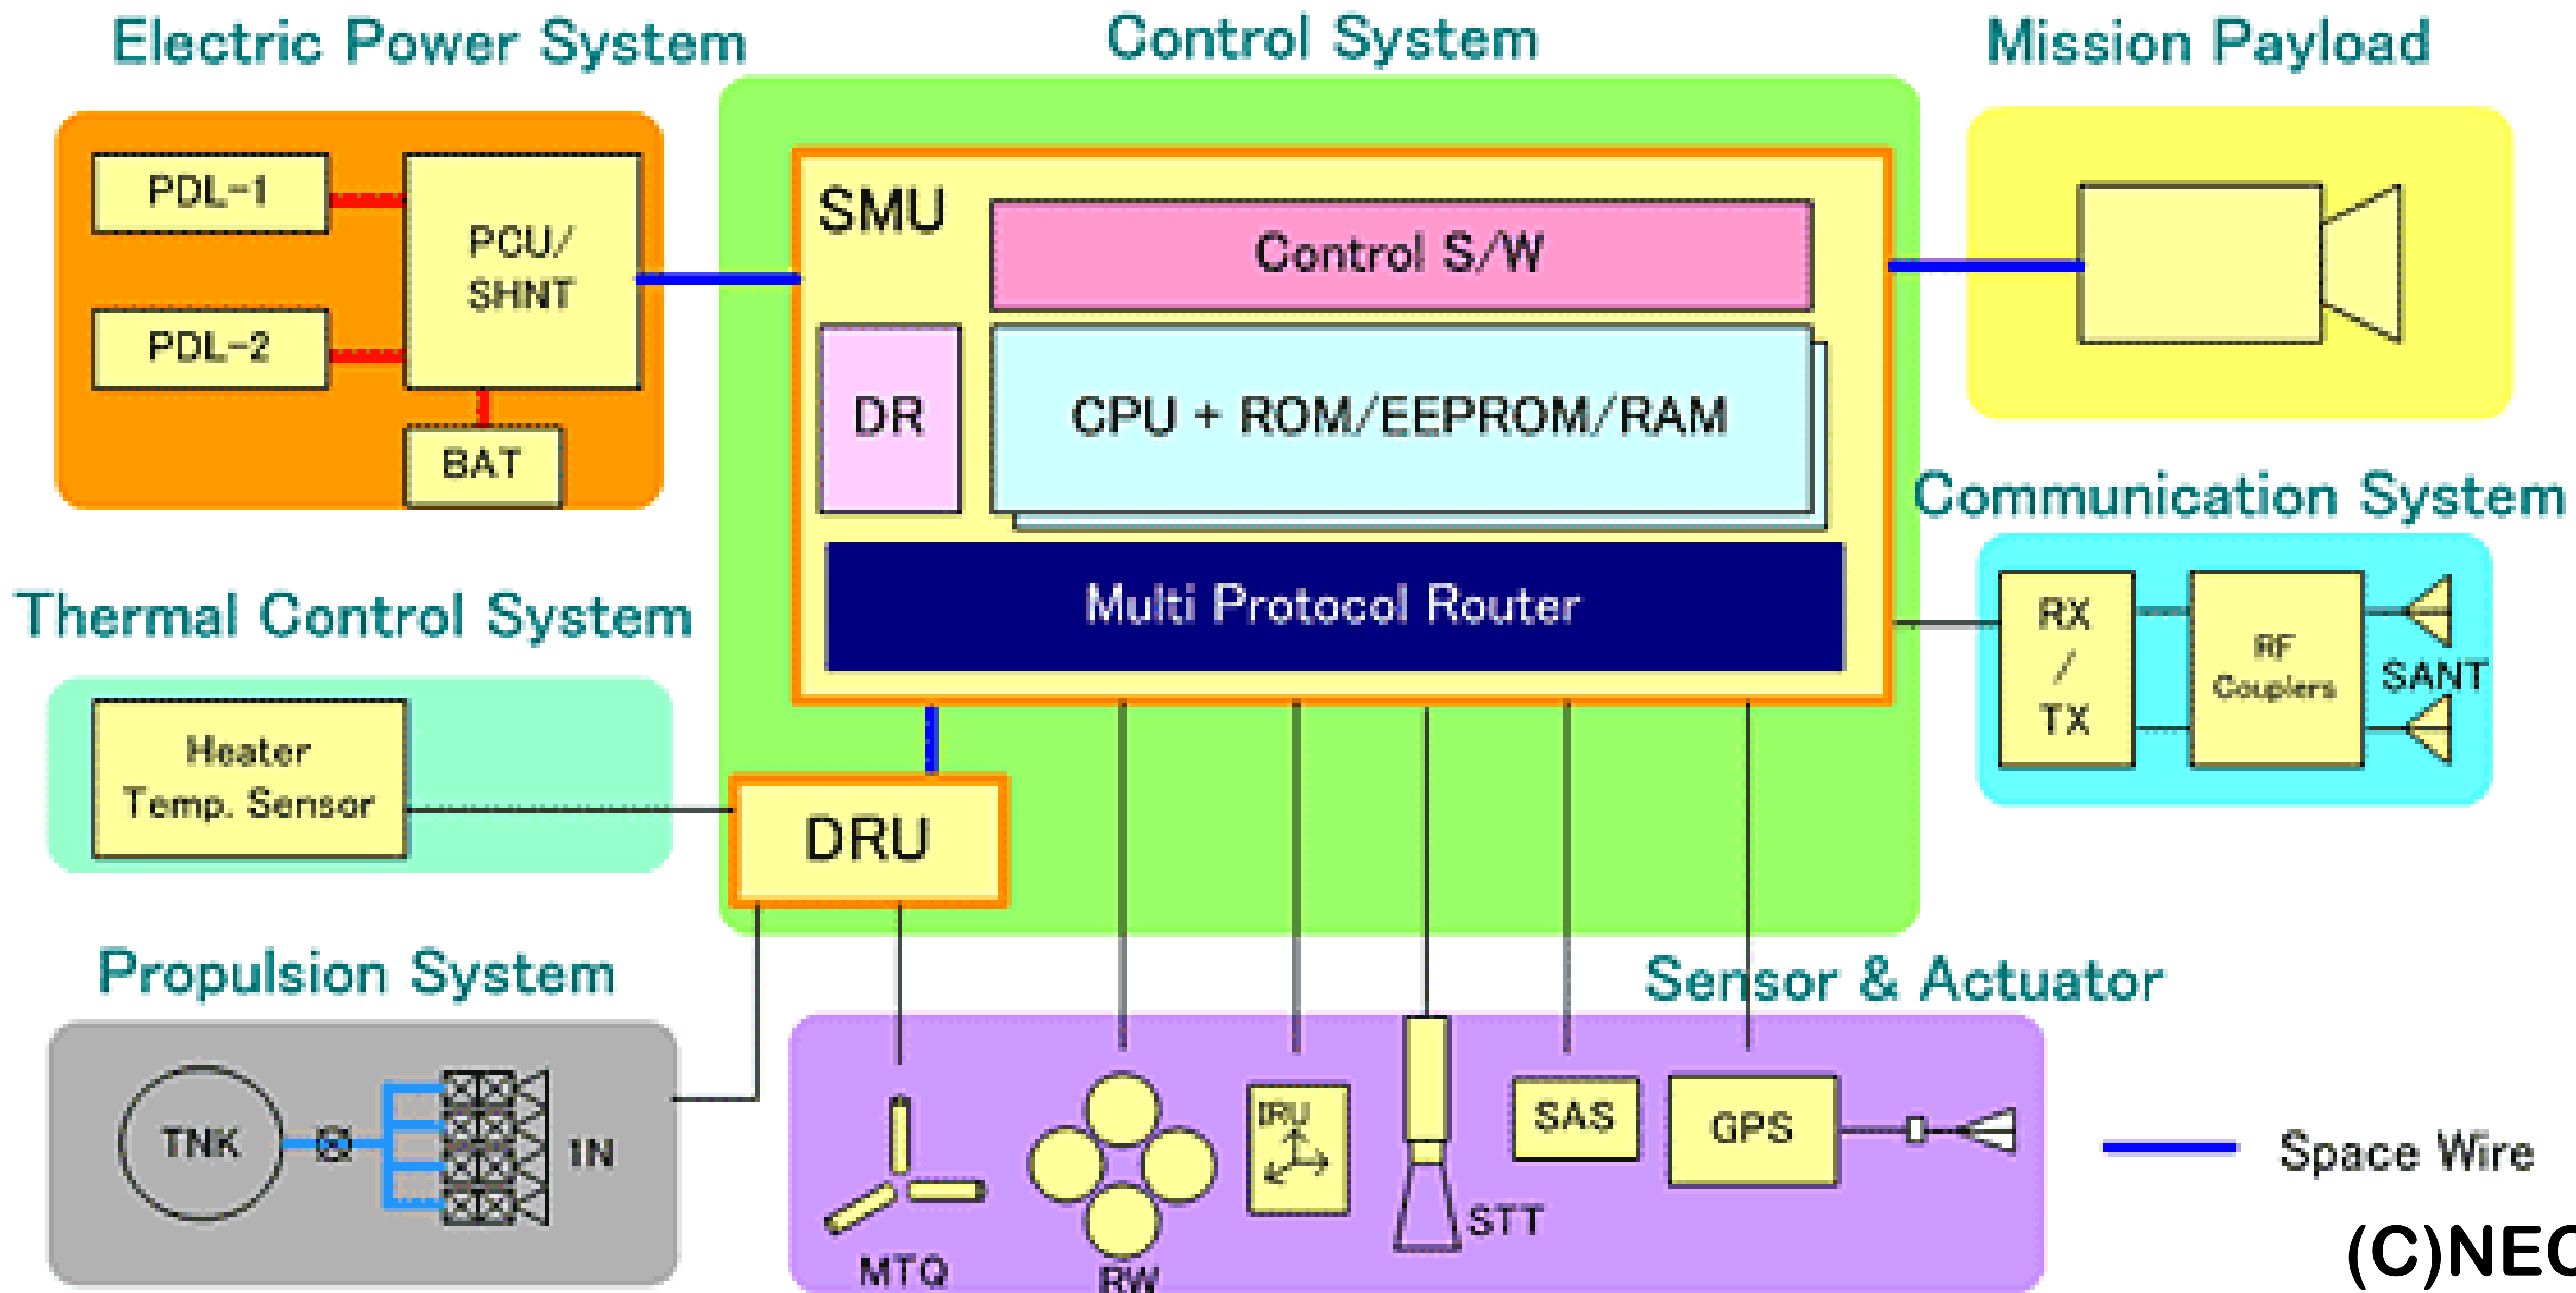 Electric Power System
Control System
Mission Payload
PDL-1
PCU/
SHNT
PDL-2
BAT
SMU
Control S/W
DR
CPU + ROM/EEPROM/RAM
Multi Protocol Router
Communication System
RX
/
TX
RF
Couplers
SANT
Thermal Control System
Heater
Temp. Sensor
DRU
Propulsion System
TNK
IN
Sensor & Actuator
MTQ
RW
IRU
STT
SAS
GPS
Space Wire
(C)NEC